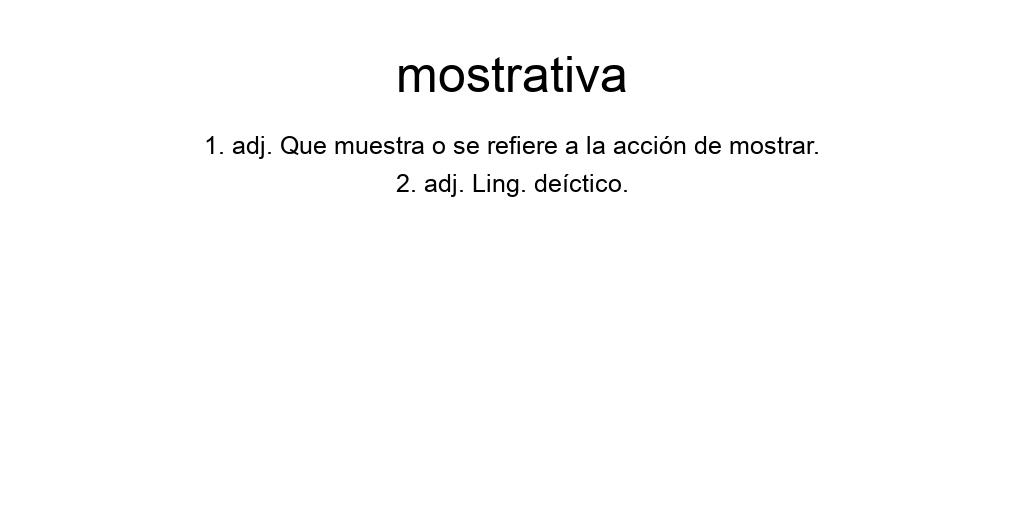 mostrativa
1. adj. Que muestra o se refiere a la acción de mostrar.
2. adj. Ling. deíctico.